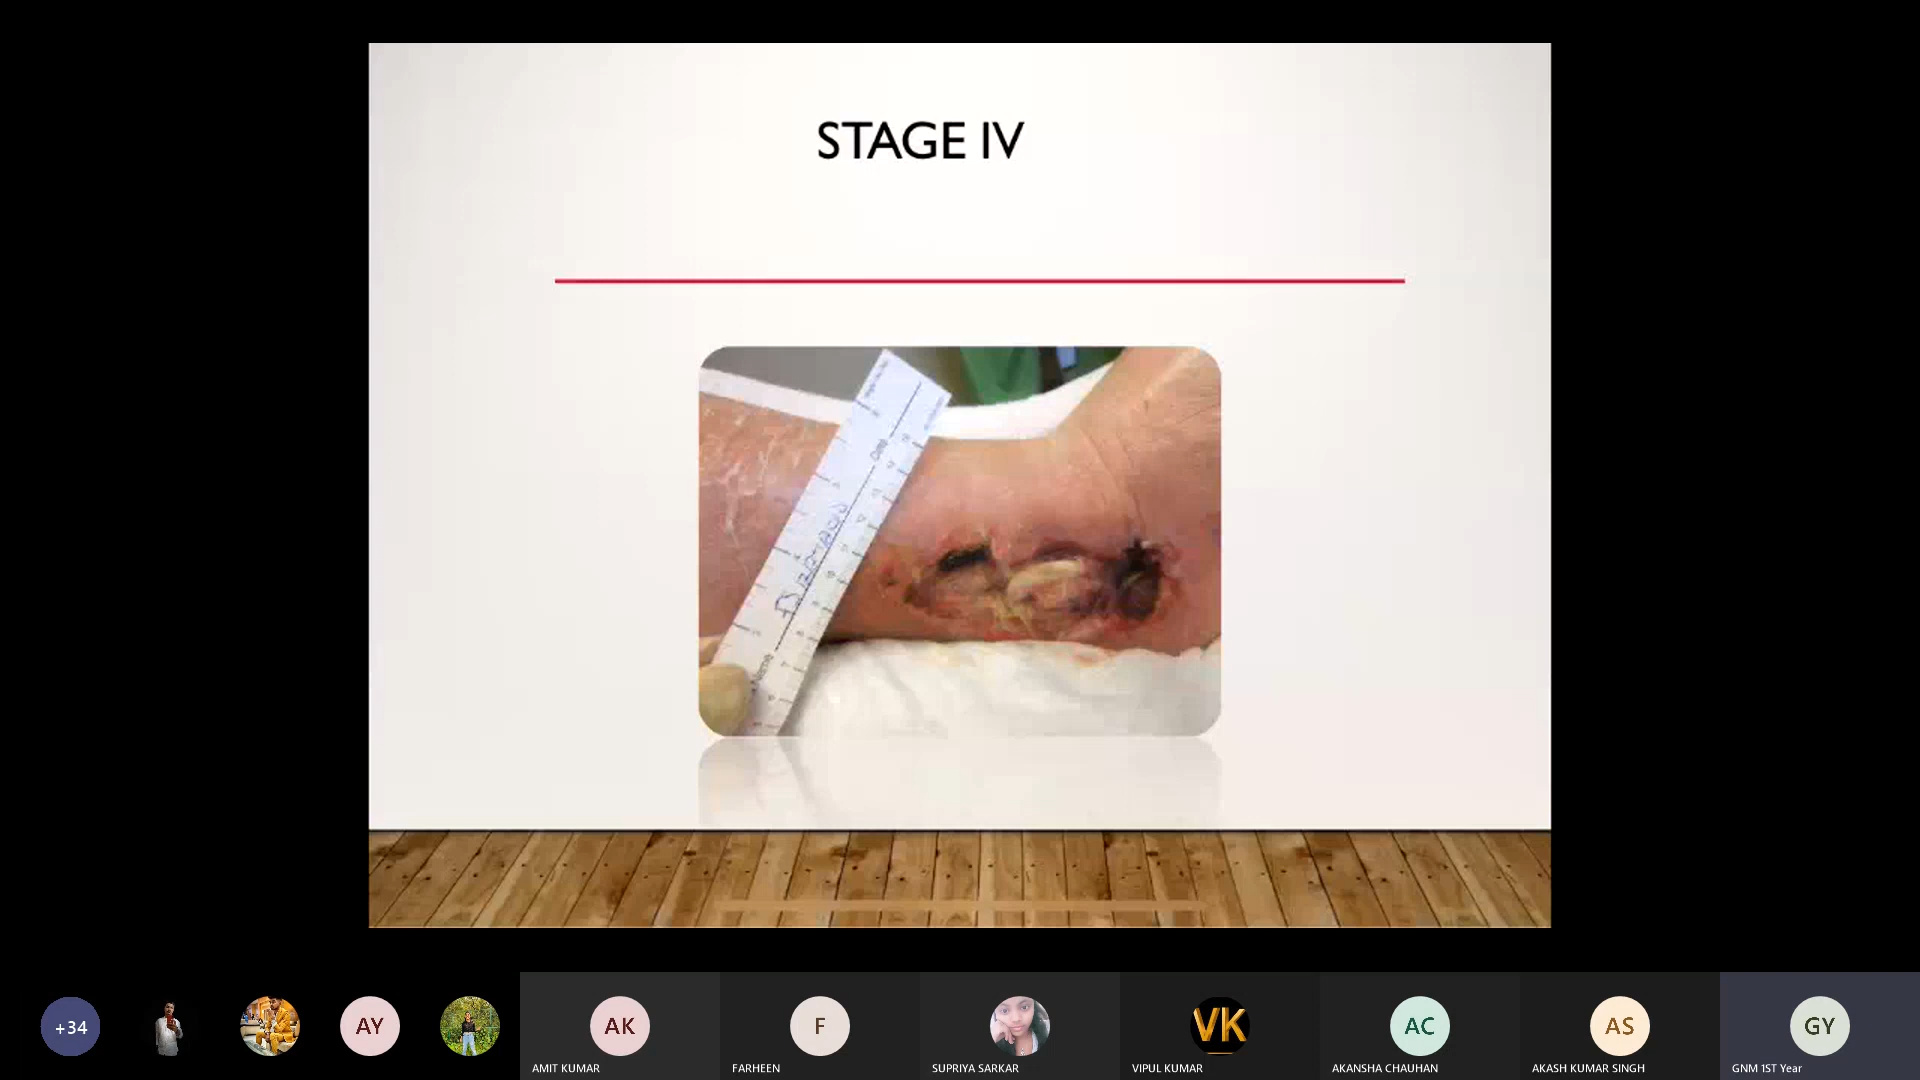 STAGE IV
+34
AY
AK
AMIT KUMAR
F
FARHEEN
SUPRIYA SARKAR
VK
VIPUL KUMAR
AC
AKANSHA CHAUHAN
AS
AKASH KUMAR SINGH
GY
GNM 1ST Year